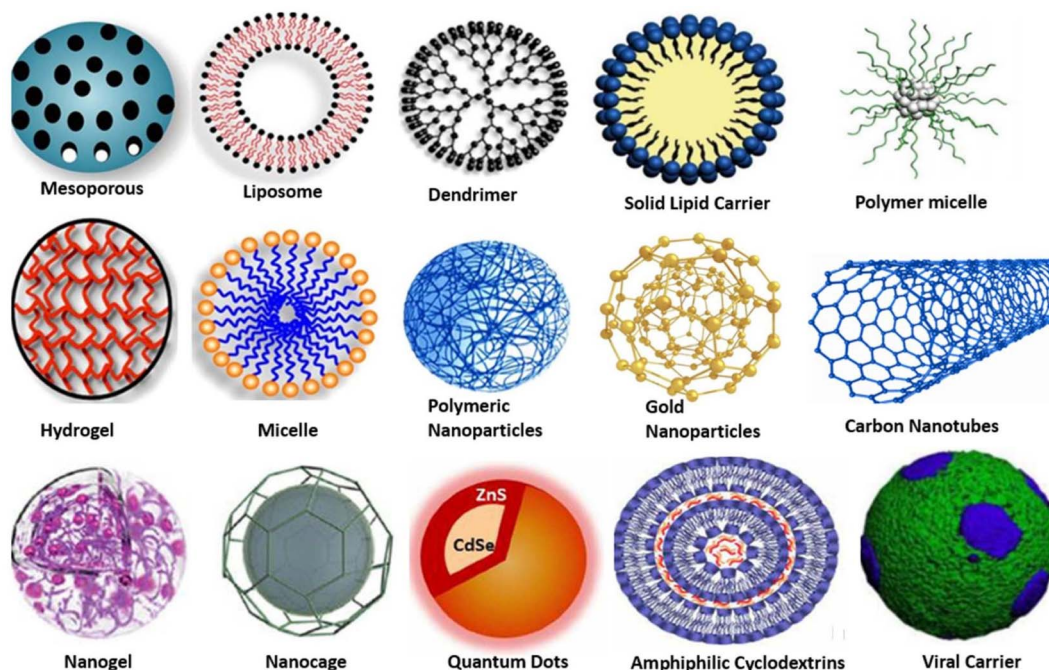 Mesoporous
Liposome
Dendrimer
Solid Lipid Carrier
Polymer micelle
Hydrogel
Micelle
Polymeric
Nanoparticles
Gold
Nanoparticles
Carbon Nanotubes
ZnS
CdSe
Nanogel
Nanocage
Quantum Dots
Amphiphilic Cyclodextrins
Viral Carrier